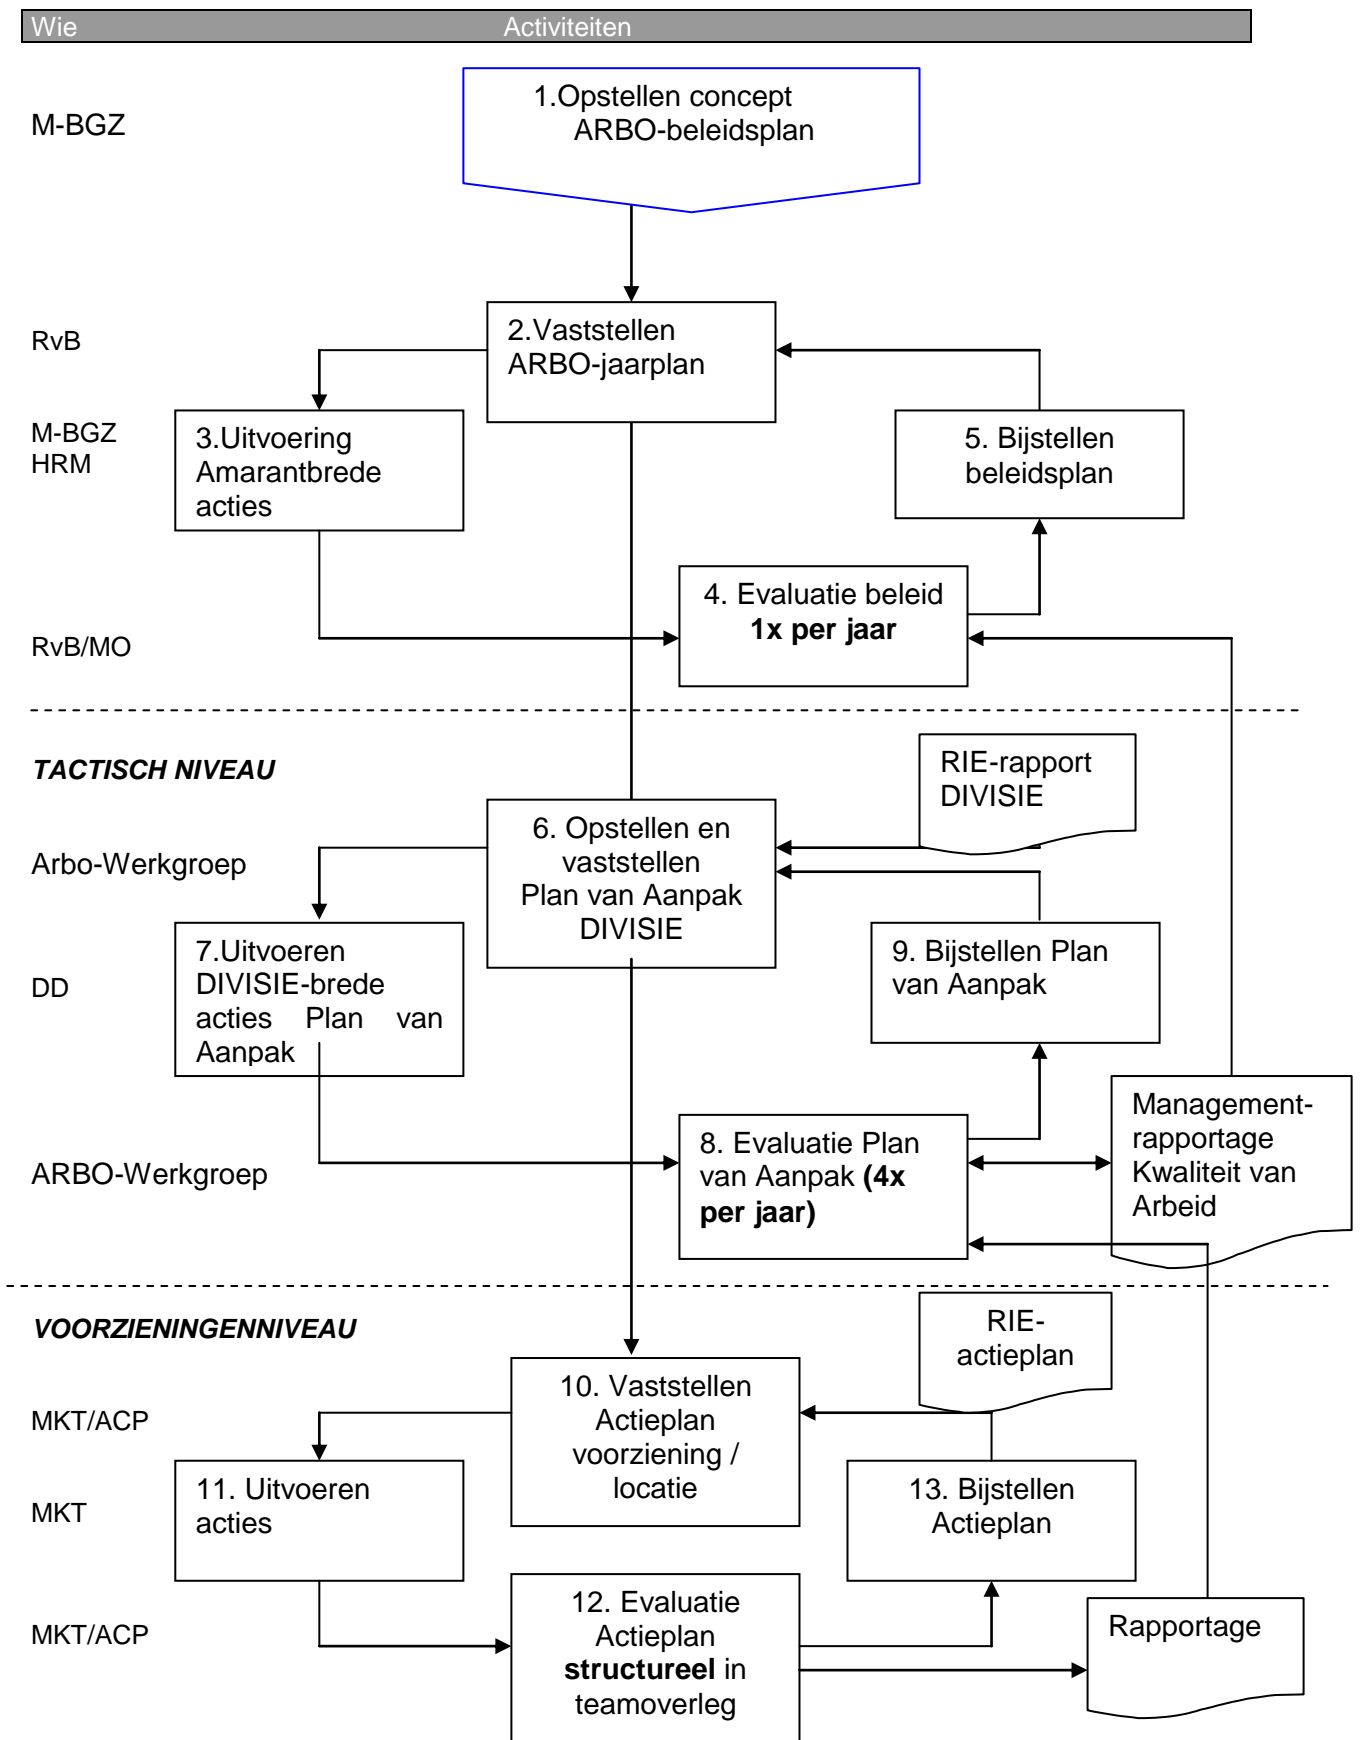 Wie Activiteiten
M-BGZ
1.Opstellen concept
ARBO-beleidsplan
RvB
2.Vaststellen
ARBO-jaarplan
M-BGZ
HRM
3.Uitvoering
Amarantbrede
acties
5. Bijstellen
beleidsplan
4. Evaluatie beleid
1x per jaar
RvB/MO
TACTISCH NIVEAU
RIE-rapport
DIVISIE
Arbo-Werkgroep
6. Opstellen en
vaststellen
Plan van Aanpak
DIVISIE
DD
7.Uitvoeren
DIVISIE-brede
acties Plan van
Aanpak
9. Bijstellen Plan
van Aanpak
Management-
rapportage
Kwaliteit van
Arbeid
ARBO-Werkgroep
8. Evaluatie Plan
van Aanpak (4x
per jaar)
VOORZIENINGENNIVEAU
RIE-
actieplan
MKT/ACP
10. Vaststellen
Actieplan
voorziening /
locatie
MKT
11. Uitvoeren
acties
13. Bijstellen
Actieplan
MKT/ACP
12. Evaluatie
Actieplan
structureel in
teamoverleg
Rapportage